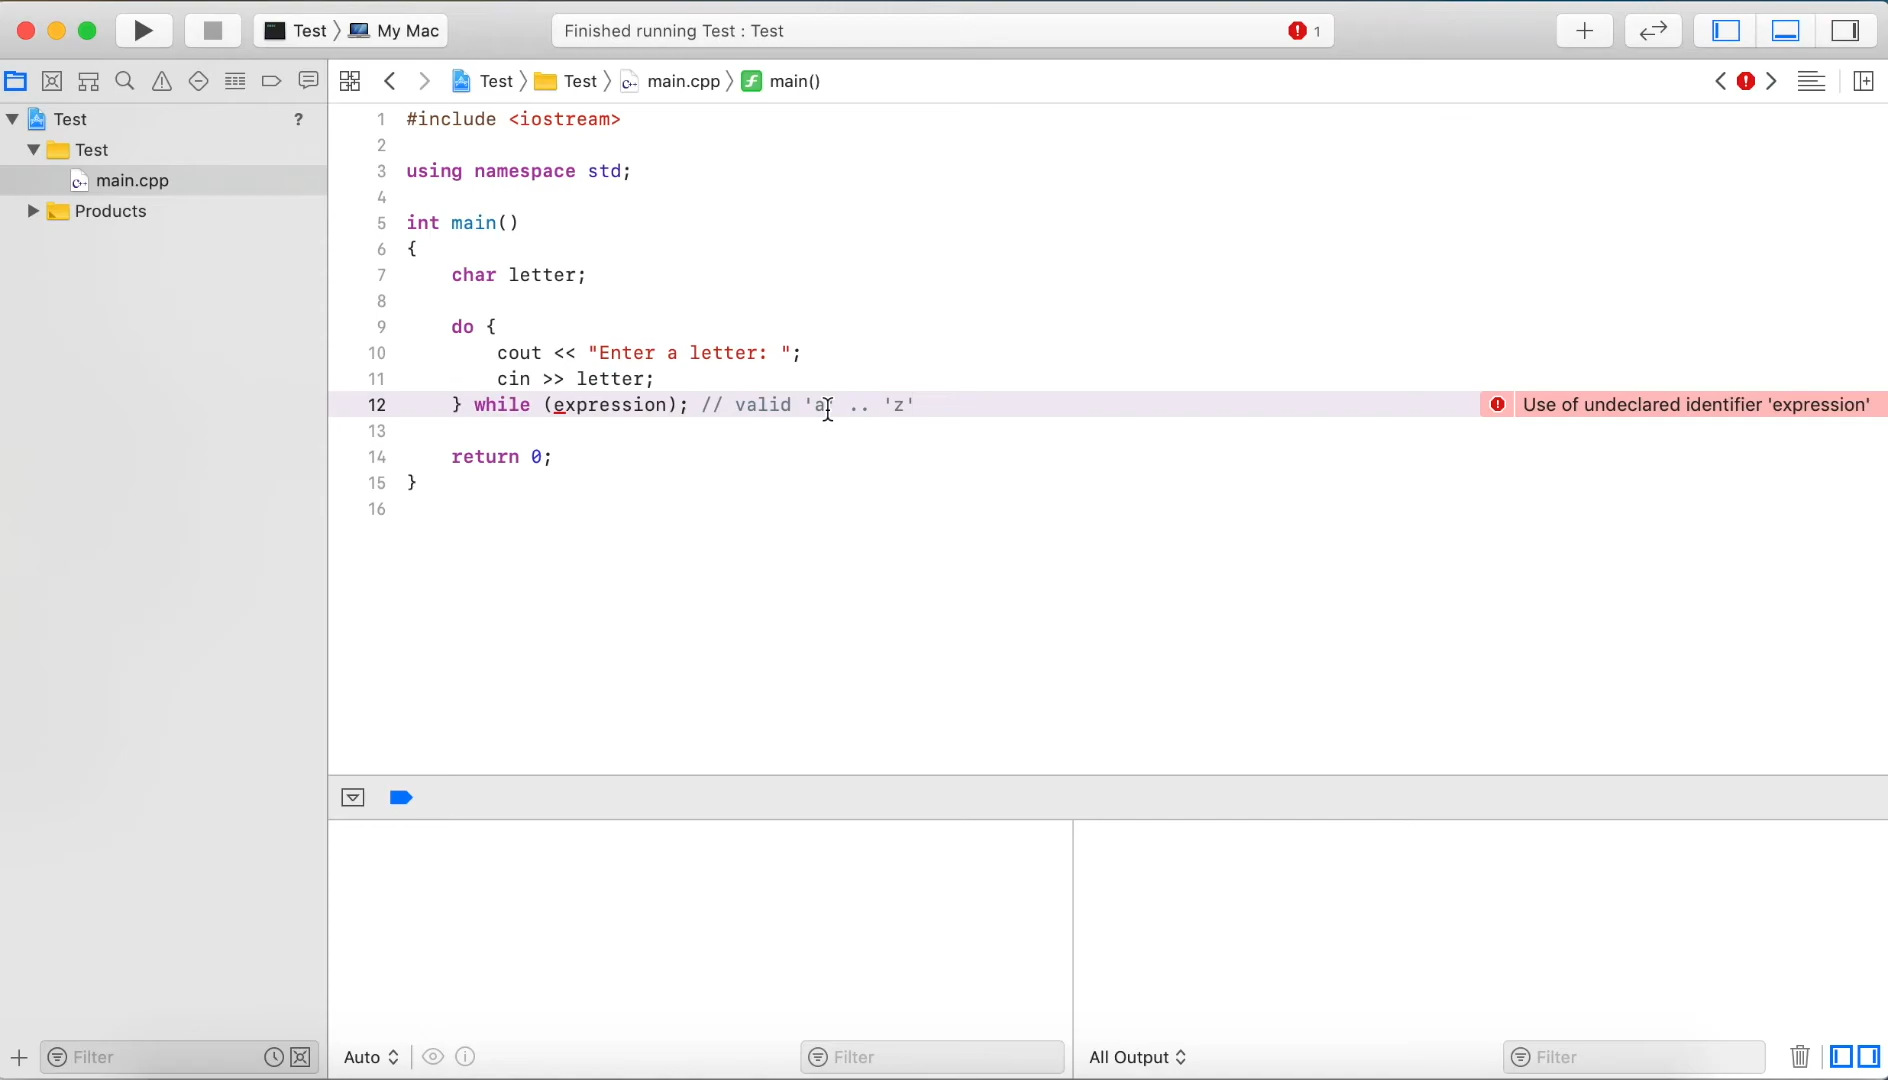 Test 〉 My Mac
Finished running Test : Test
1
Test 〉 Test 〉 main.cpp 〉 main()
Test ?
Test
main.cpp
Products
1 #include <iostream>
2
3 using namespace std;
4
5 int main()
6 {
7 char letter;
8
9 do {
10 cout << "Enter a letter: ";
11 cin >> letter;
12 } while (expression); // valid 'a' .. 'z'
Use of undeclared identifier 'expression'
13
14 return 0;
15 }
16
Filter
Auto
Filter
All Output
Filter